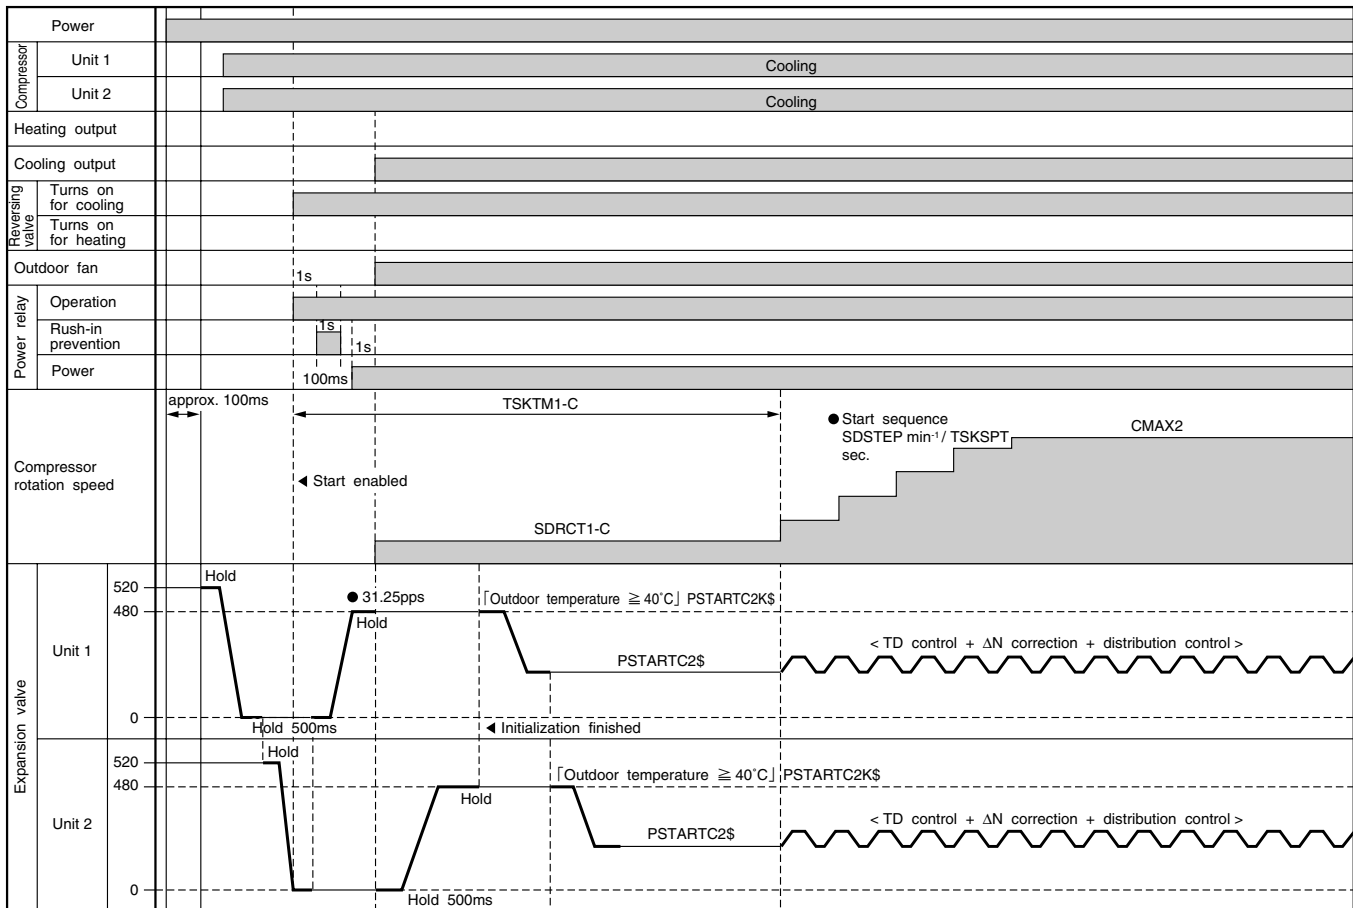 Power
Compressor
Unit 1
Cooling
Unit 2
Cooling
Heating output
Cooling output
Reversing
valve
Turns on
for cooling
Turns on
for heating
Outdoor fan
1s
Power relay
Operation
Rush-in
prevention
1s
1s
Power
100ms
approx. 100ms
TSKTM1-C
● Start sequence
SDSTEP min-1 / TSKSPT
sec.
CMAX2
Compressor
rotation speed
◀ Start enabled
SDRCT1-C
Expansion valve
Unit 1
520
480
0
Hold
● 31.25pps
Hold
「Outdoor temperature ≧ 40°C」 PSTARTC2K$
PSTARTC2$
< TD control + ΔN correction + distribution control >
Hold 500ms
◀ Initialization finished
Unit 2
520
480
0
Hold
「Outdoor temperature ≧ 40°C」 PSTARTC2K$
Hold
PSTARTC2$
< TD control + ΔN correction + distribution control >
Hold 500ms